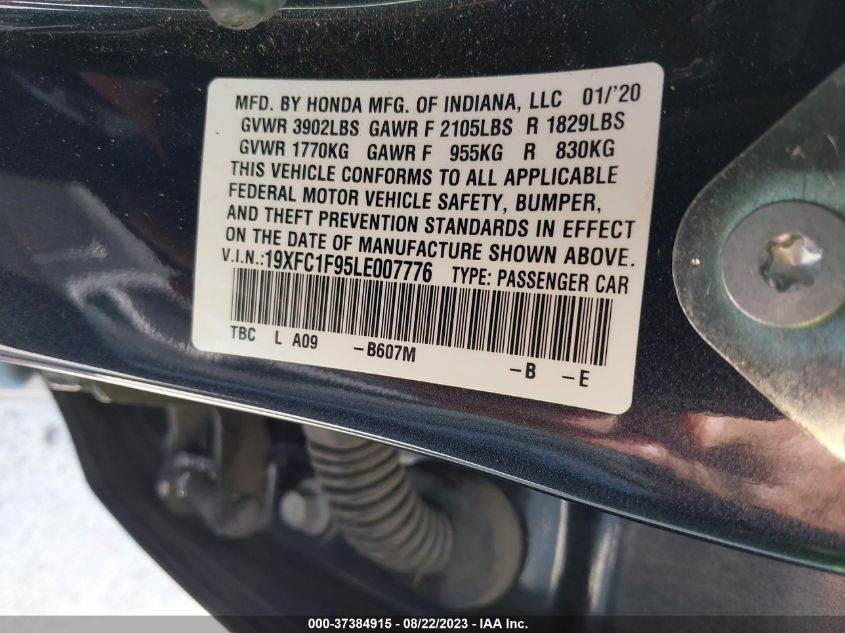 MFD. BY HONDA MFG. OF INDIANA, LLC 01/'20
GVWR 3902LBS GAWR F 2105LBS R 1829LBS
GVWR 1770KG GAWR F 955KG R 830KG
THIS VEHICLE CONFORMS TO ALL APPLICABLE
FEDERAL MOTOR VEHICLE SAFETY, BUMPER,
AND THEFT PREVENTION STANDARDS IN EFFECT
ON THE DATE OF MANUFACTURE SHOWN ABOVE.
V.I.N.:19XFC1F95LE007776 TYPE: PASSENGER CAR
TBC L A09 -B607M -B -E
000-37384915 - 08/22/2023 - IAA Inc.